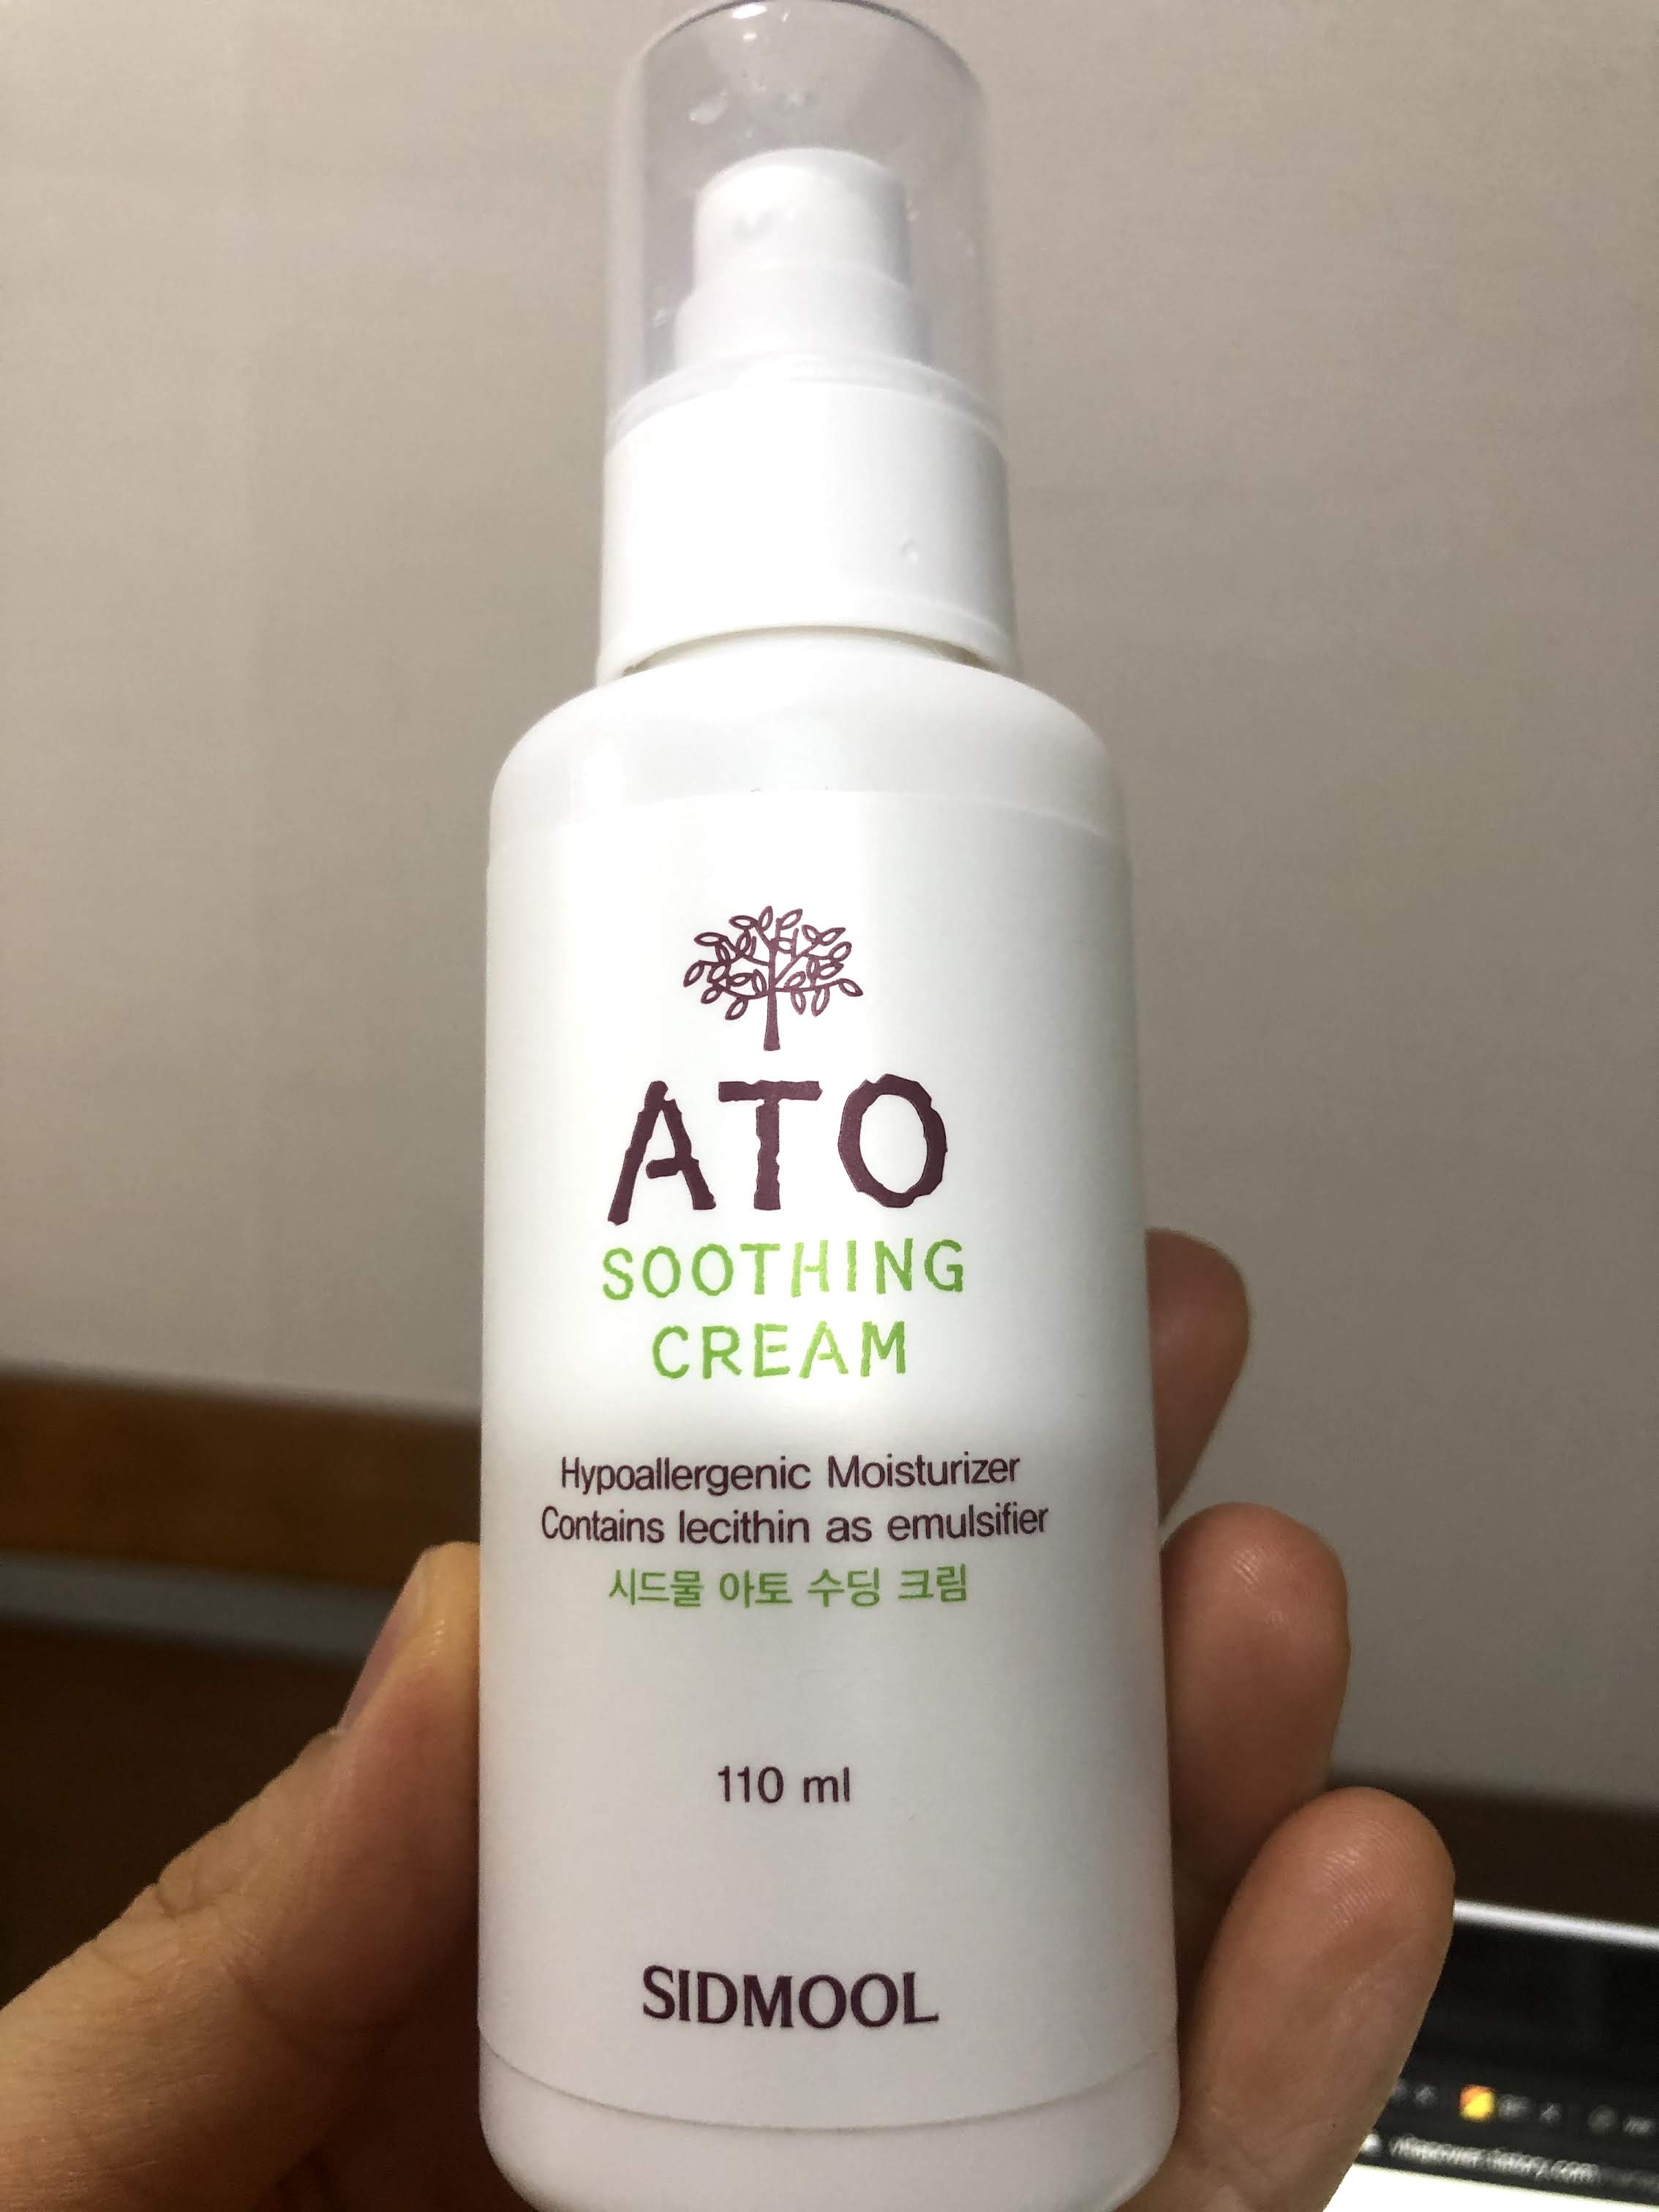 ATO
SOOTHING
CREAM
Hypoallergenic Moisturizer
Contains lecithin as emulsifier
시드물 아토 수딩 크림
110 ml
SIDMOOL